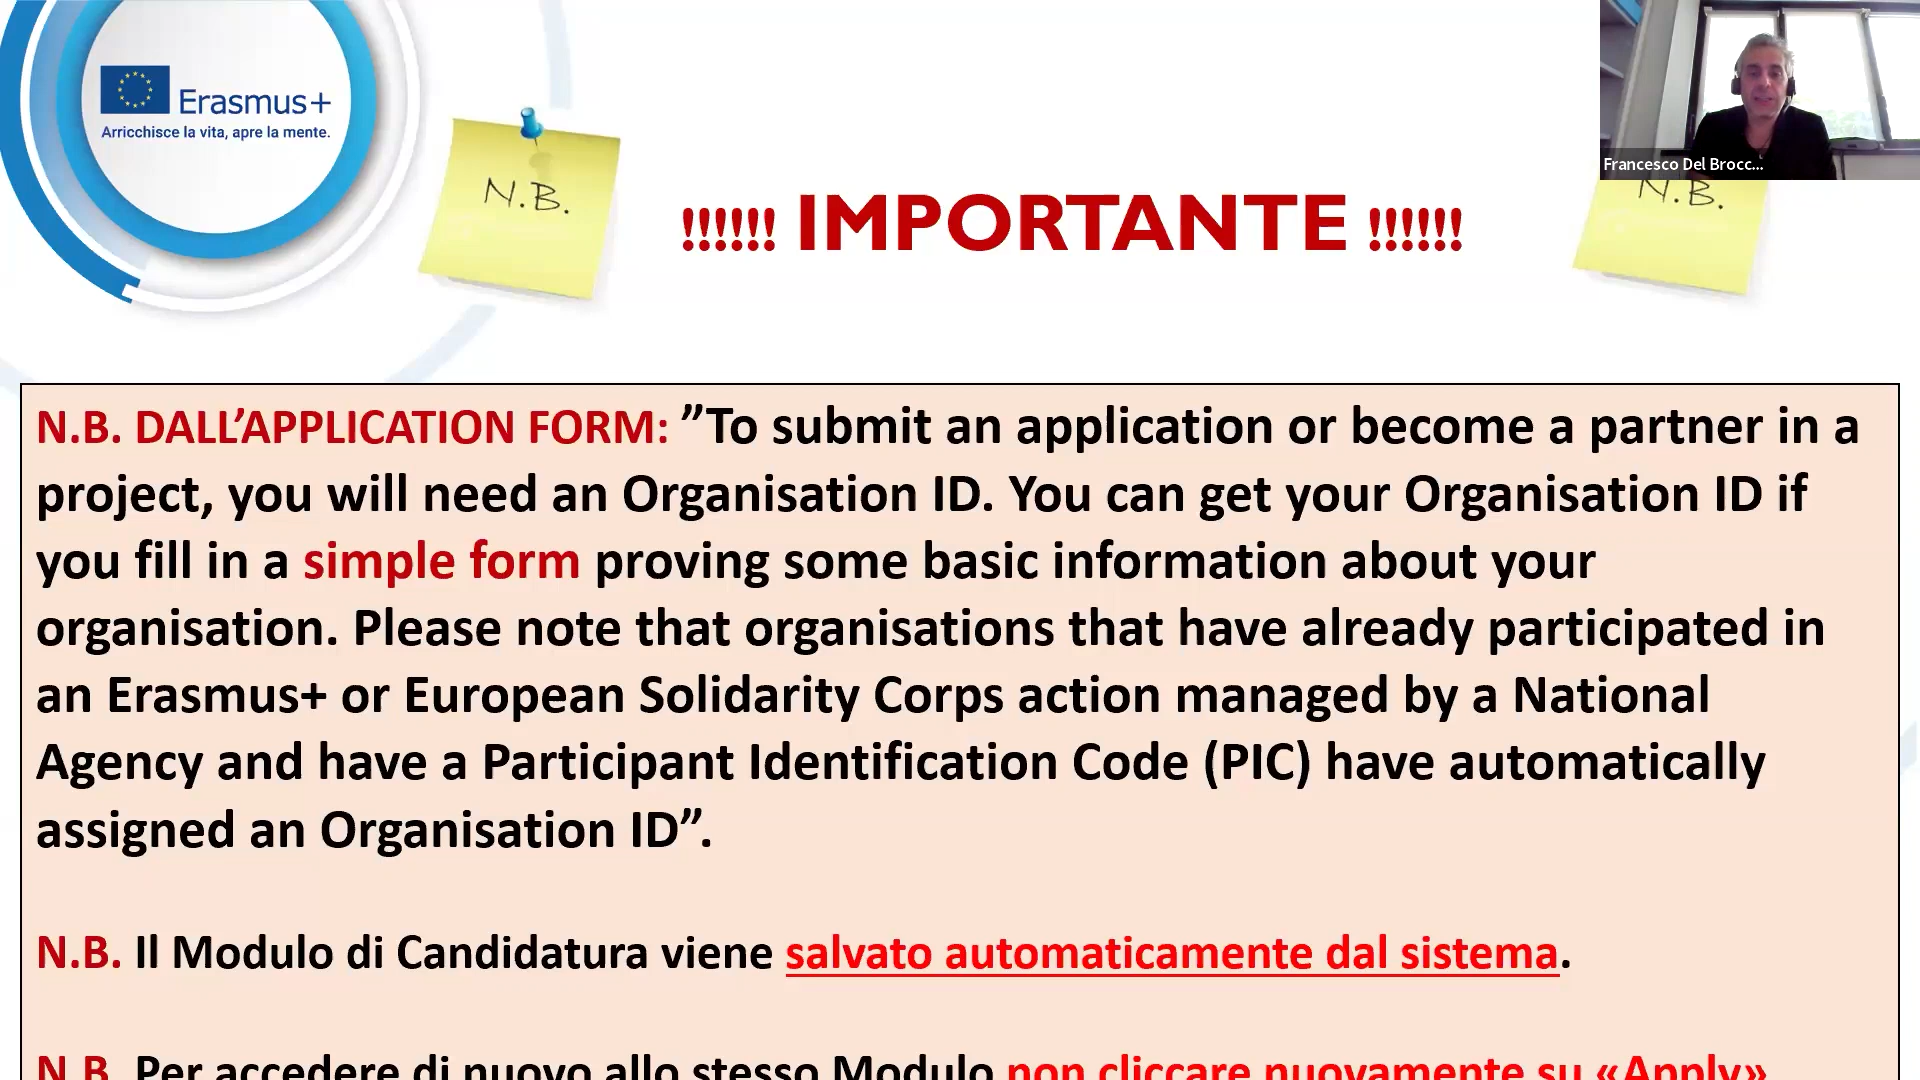 Erasmus+
Arricchisce la vita, apre la mente.
N.B.
!!!!!! IMPORTANTE !!!!!!
Francesco Del Brocc...
N.B.
N.B. DALL’APPLICATION FORM: ”To submit an application or become a partner in a
project, you will need an Organisation ID. You can get your Organisation ID if
you fill in a simple form proving some basic information about your
organisation. Please note that organisations that have already participated in
an Erasmus+ or European Solidarity Corps action managed by a National
Agency and have a Participant Identification Code (PIC) have automatically
assigned an Organisation ID”.
N.B. Il Modulo di Candidatura viene salvato automaticamente dal sistema.
N.B. Per accedere di nuovo allo stesso Modulo non cliccare nuovamente su «Apply»